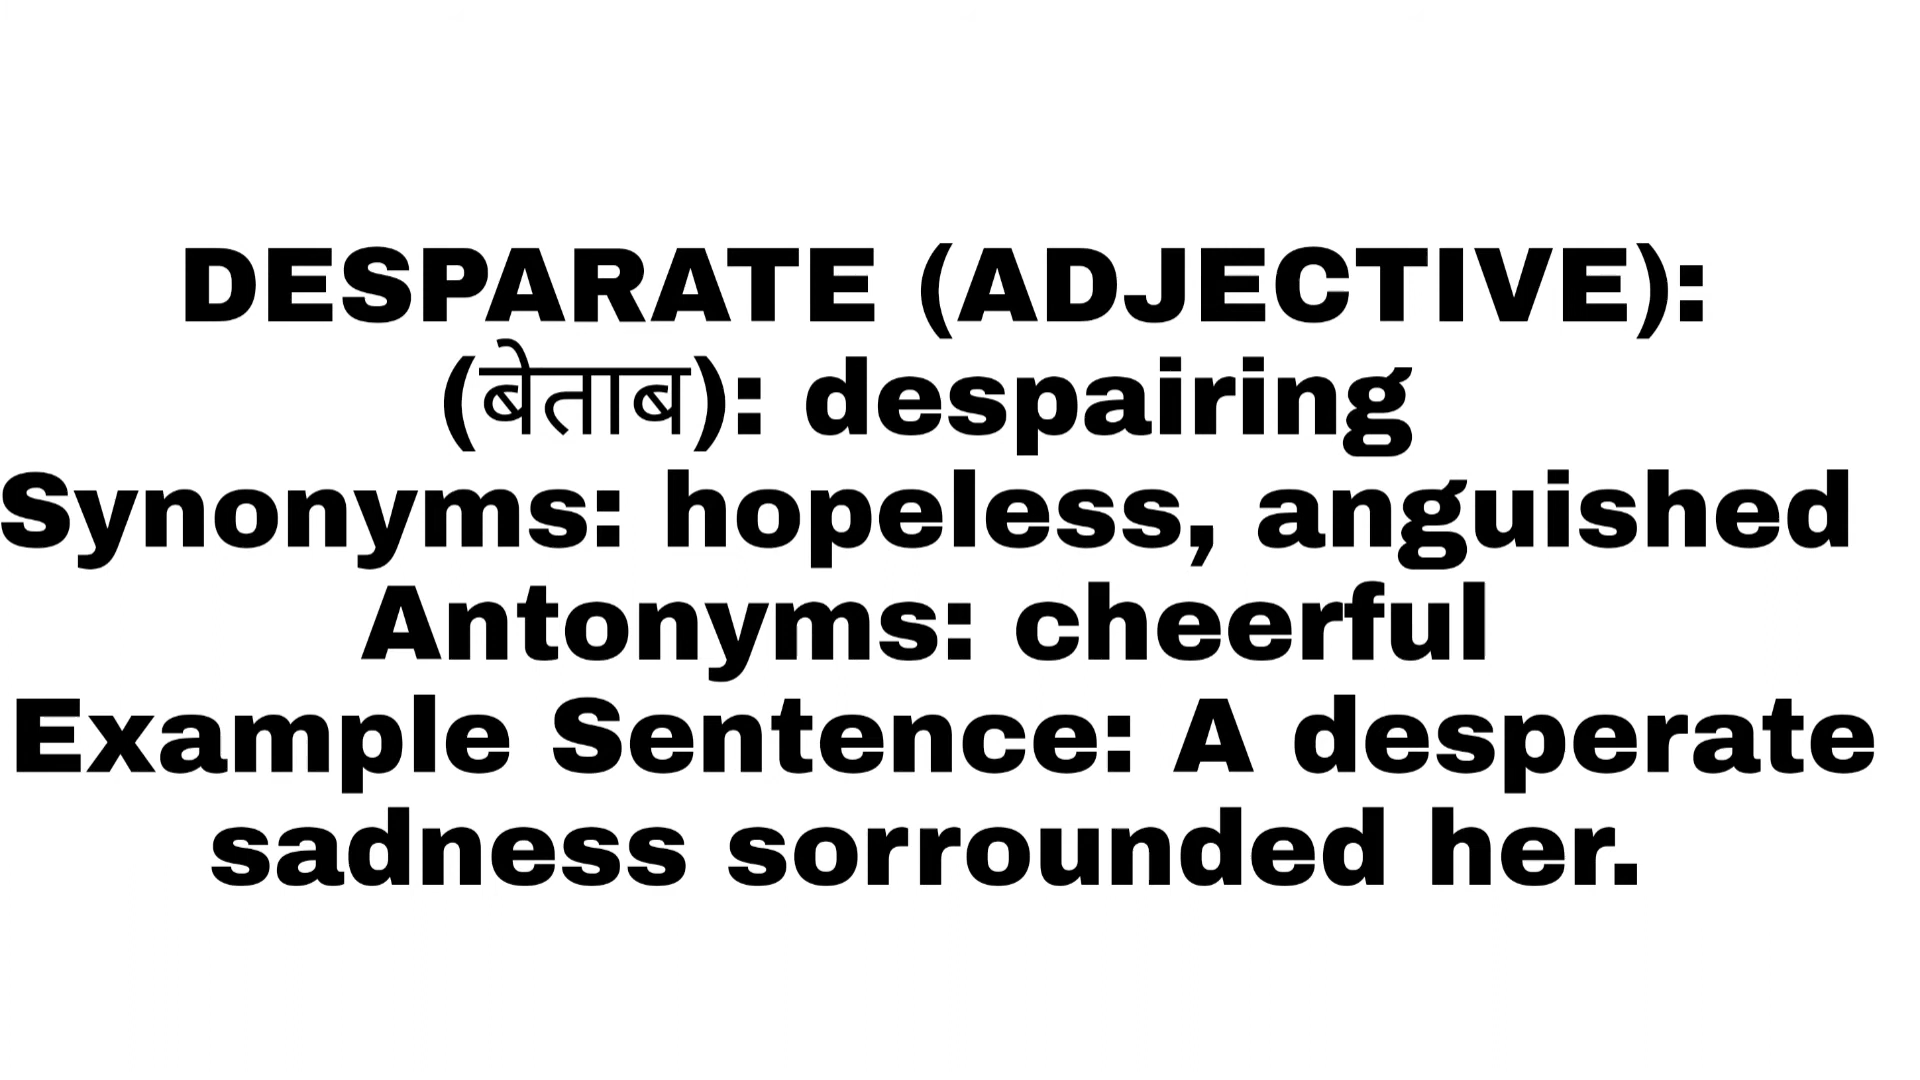 DESPARATE (ADJECTIVE):
(बेताब): despairing
Synonyms: hopeless, anguished
Antonyms: cheerful
Example Sentence: A desperate
sadness sorrounded her.